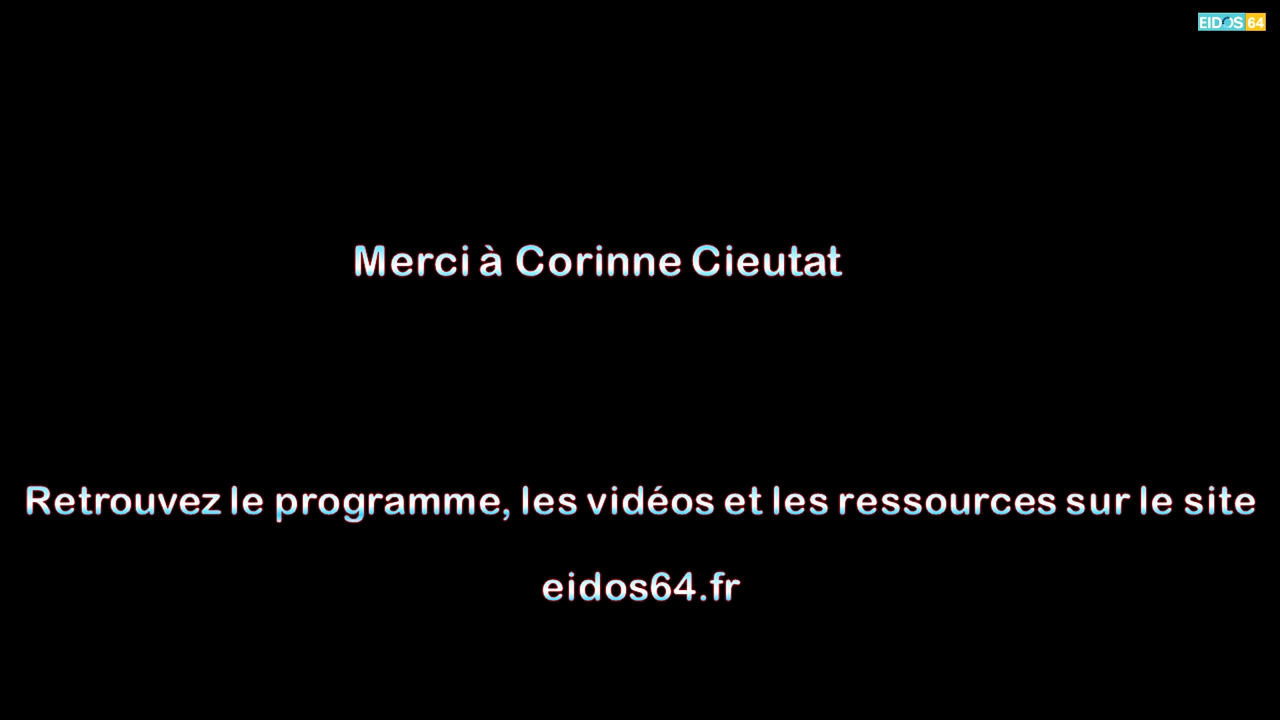 EIDOS 64
Merci à Corinne Cieutat
Retrouvez le programme, les vidéos et les ressources sur le site
eidos64.fr